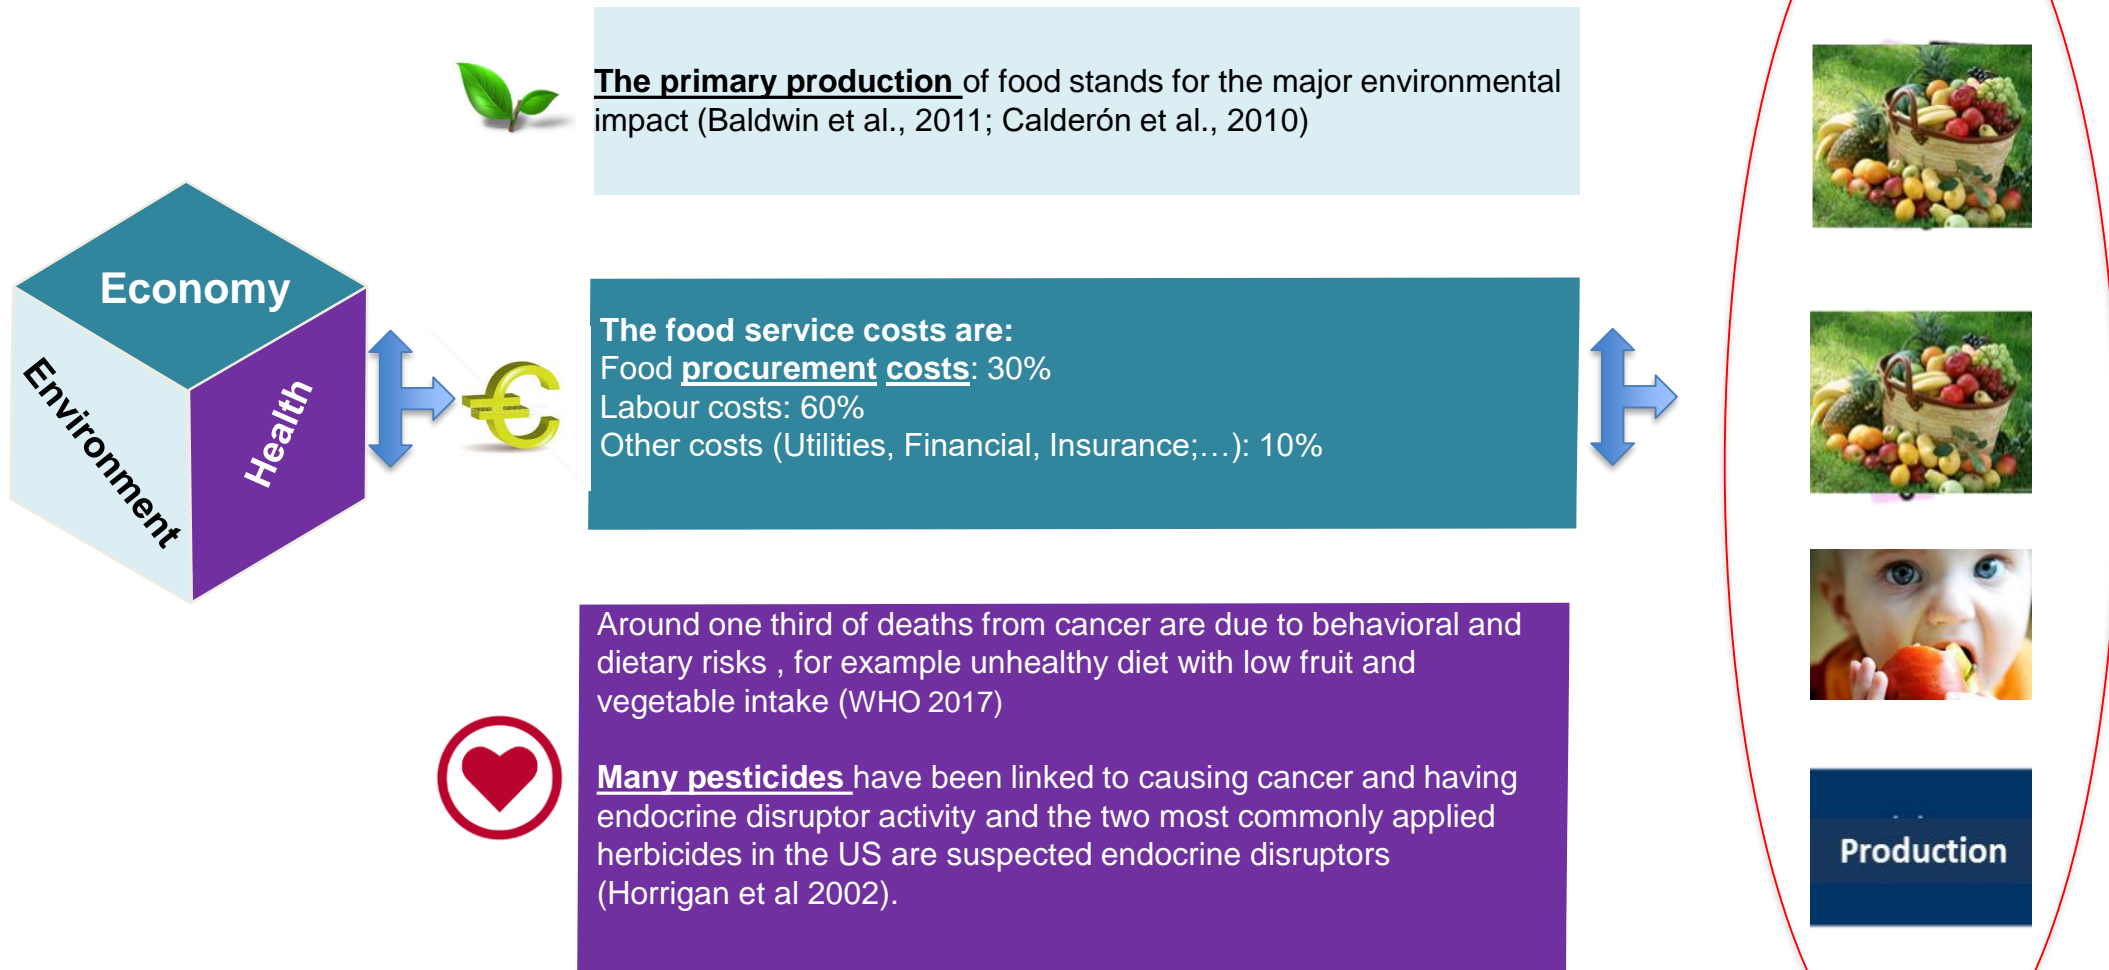 The primary production of food stands for the major environmental
impact (Baldwin et al., 2011; Calderón et al., 2010)
Economy
Environment
Health
The food service costs are:
Food procurement costs: 30%
Labour costs: 60%
Other costs (Utilities, Financial, Insurance;…): 10%
Around one third of deaths from cancer are due to behavioral and
dietary risks , for example unhealthy diet with low fruit and
vegetable intake (WHO 2017)
Many pesticides have been linked to causing cancer and having
endocrine disruptor activity and the two most commonly applied
herbicides in the US are suspected endocrine disruptors
(Horrigan et al 2002).
Production